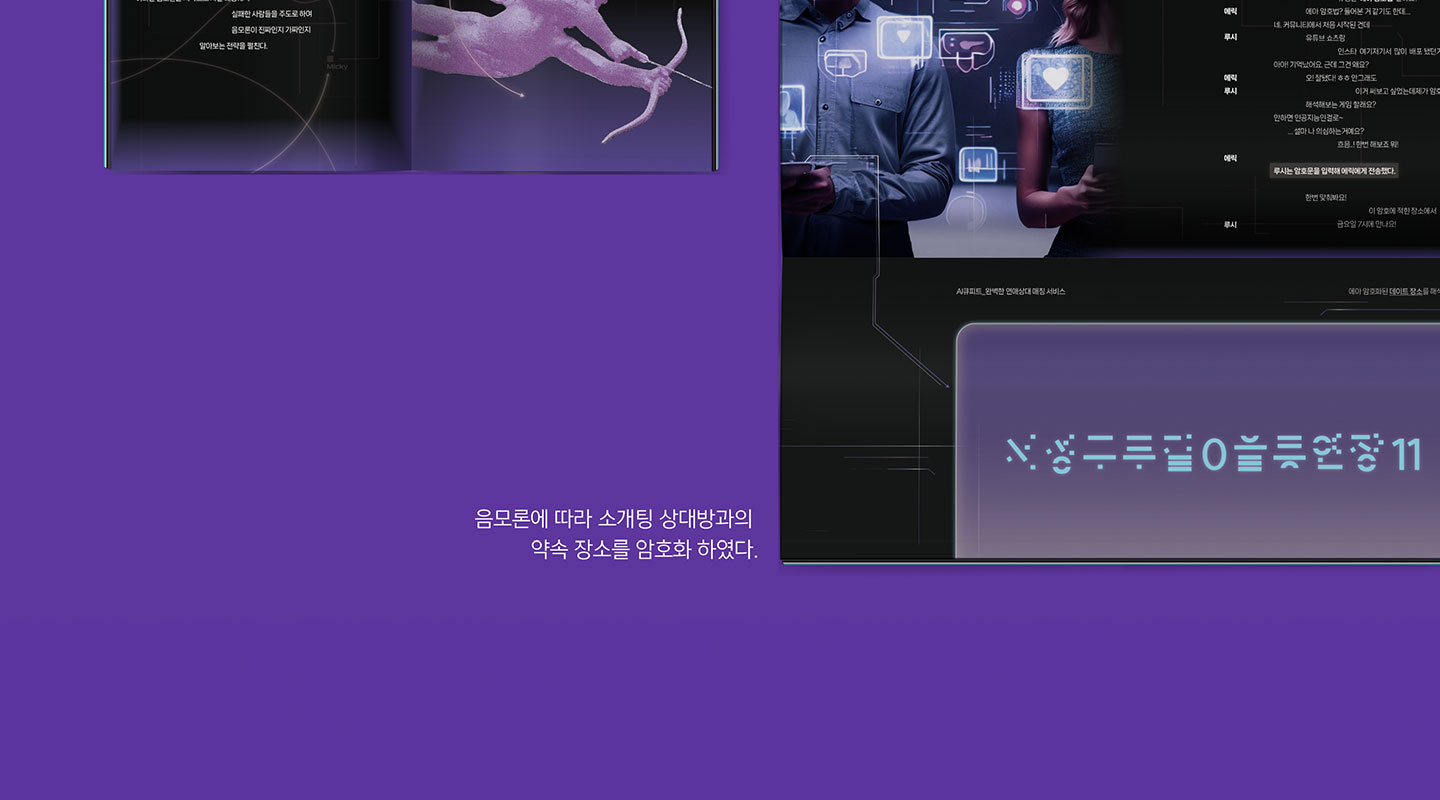 실패한 사람들을 주도로 하여
음모론이 진짜인지 가짜인지
알아보는 전략을 펼친다.
Micky
에릭
에아 암호법? 들어본 거 같기도 한데...
네. 커뮤니티에서 처음 시작된 건데
루시
유튜브 쇼츠랑
인스타 여기저기서 많이 배포 됐던
아아! 기억났어요. 근데 그건 왜요?
에릭
오! 잘됐다! ㅎㅎ 안그래도
루시
이거 써보고 싶었는데제가
해석해보는 게임 할래요?
안하면 인공지능인걸로~
... 설마 나 의심하는거예요?
흐음..! 한번 해보죠 뭐!
에릭
루시는 암호문을 입력해 에릭에게 전송했다.
한번 맞춰봐요!
이 암호에 적힌 장소에서
루시
금요일 7시에 만나요!
AI큐피트_완벽한 연애상대 매칭 서비스
에아 암호화된 데이트 장소를
11
음모론에 따라 소개팅 상대방과의
약속 장소를 암호화 하였다.